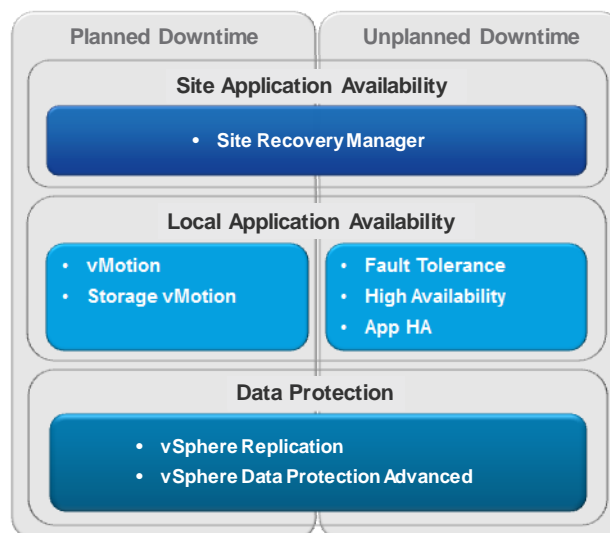 Planned Downtime
Unplanned Downtime
Site Application Availability
• Site Recovery Manager
Local Application Availability
• vMotion
• Storage vMotion
• Fault Tolerance
• High Availability
• App HA
Data Protection
• vSphere Replication
• vSphere Data Protection Advanced